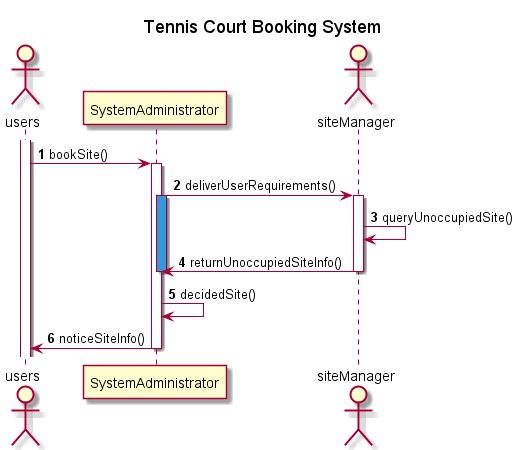 Tennis Court Booking System
users
SystemAdministrator
siteManager
1 bookSite()
2 deliverUserRequirements()
3 queryUnoccupiedSite()
4 returnUnoccupiedSiteInfo()
5 decidedSite()
6 noticeSiteInfo()
users
SystemAdministrator
siteManager